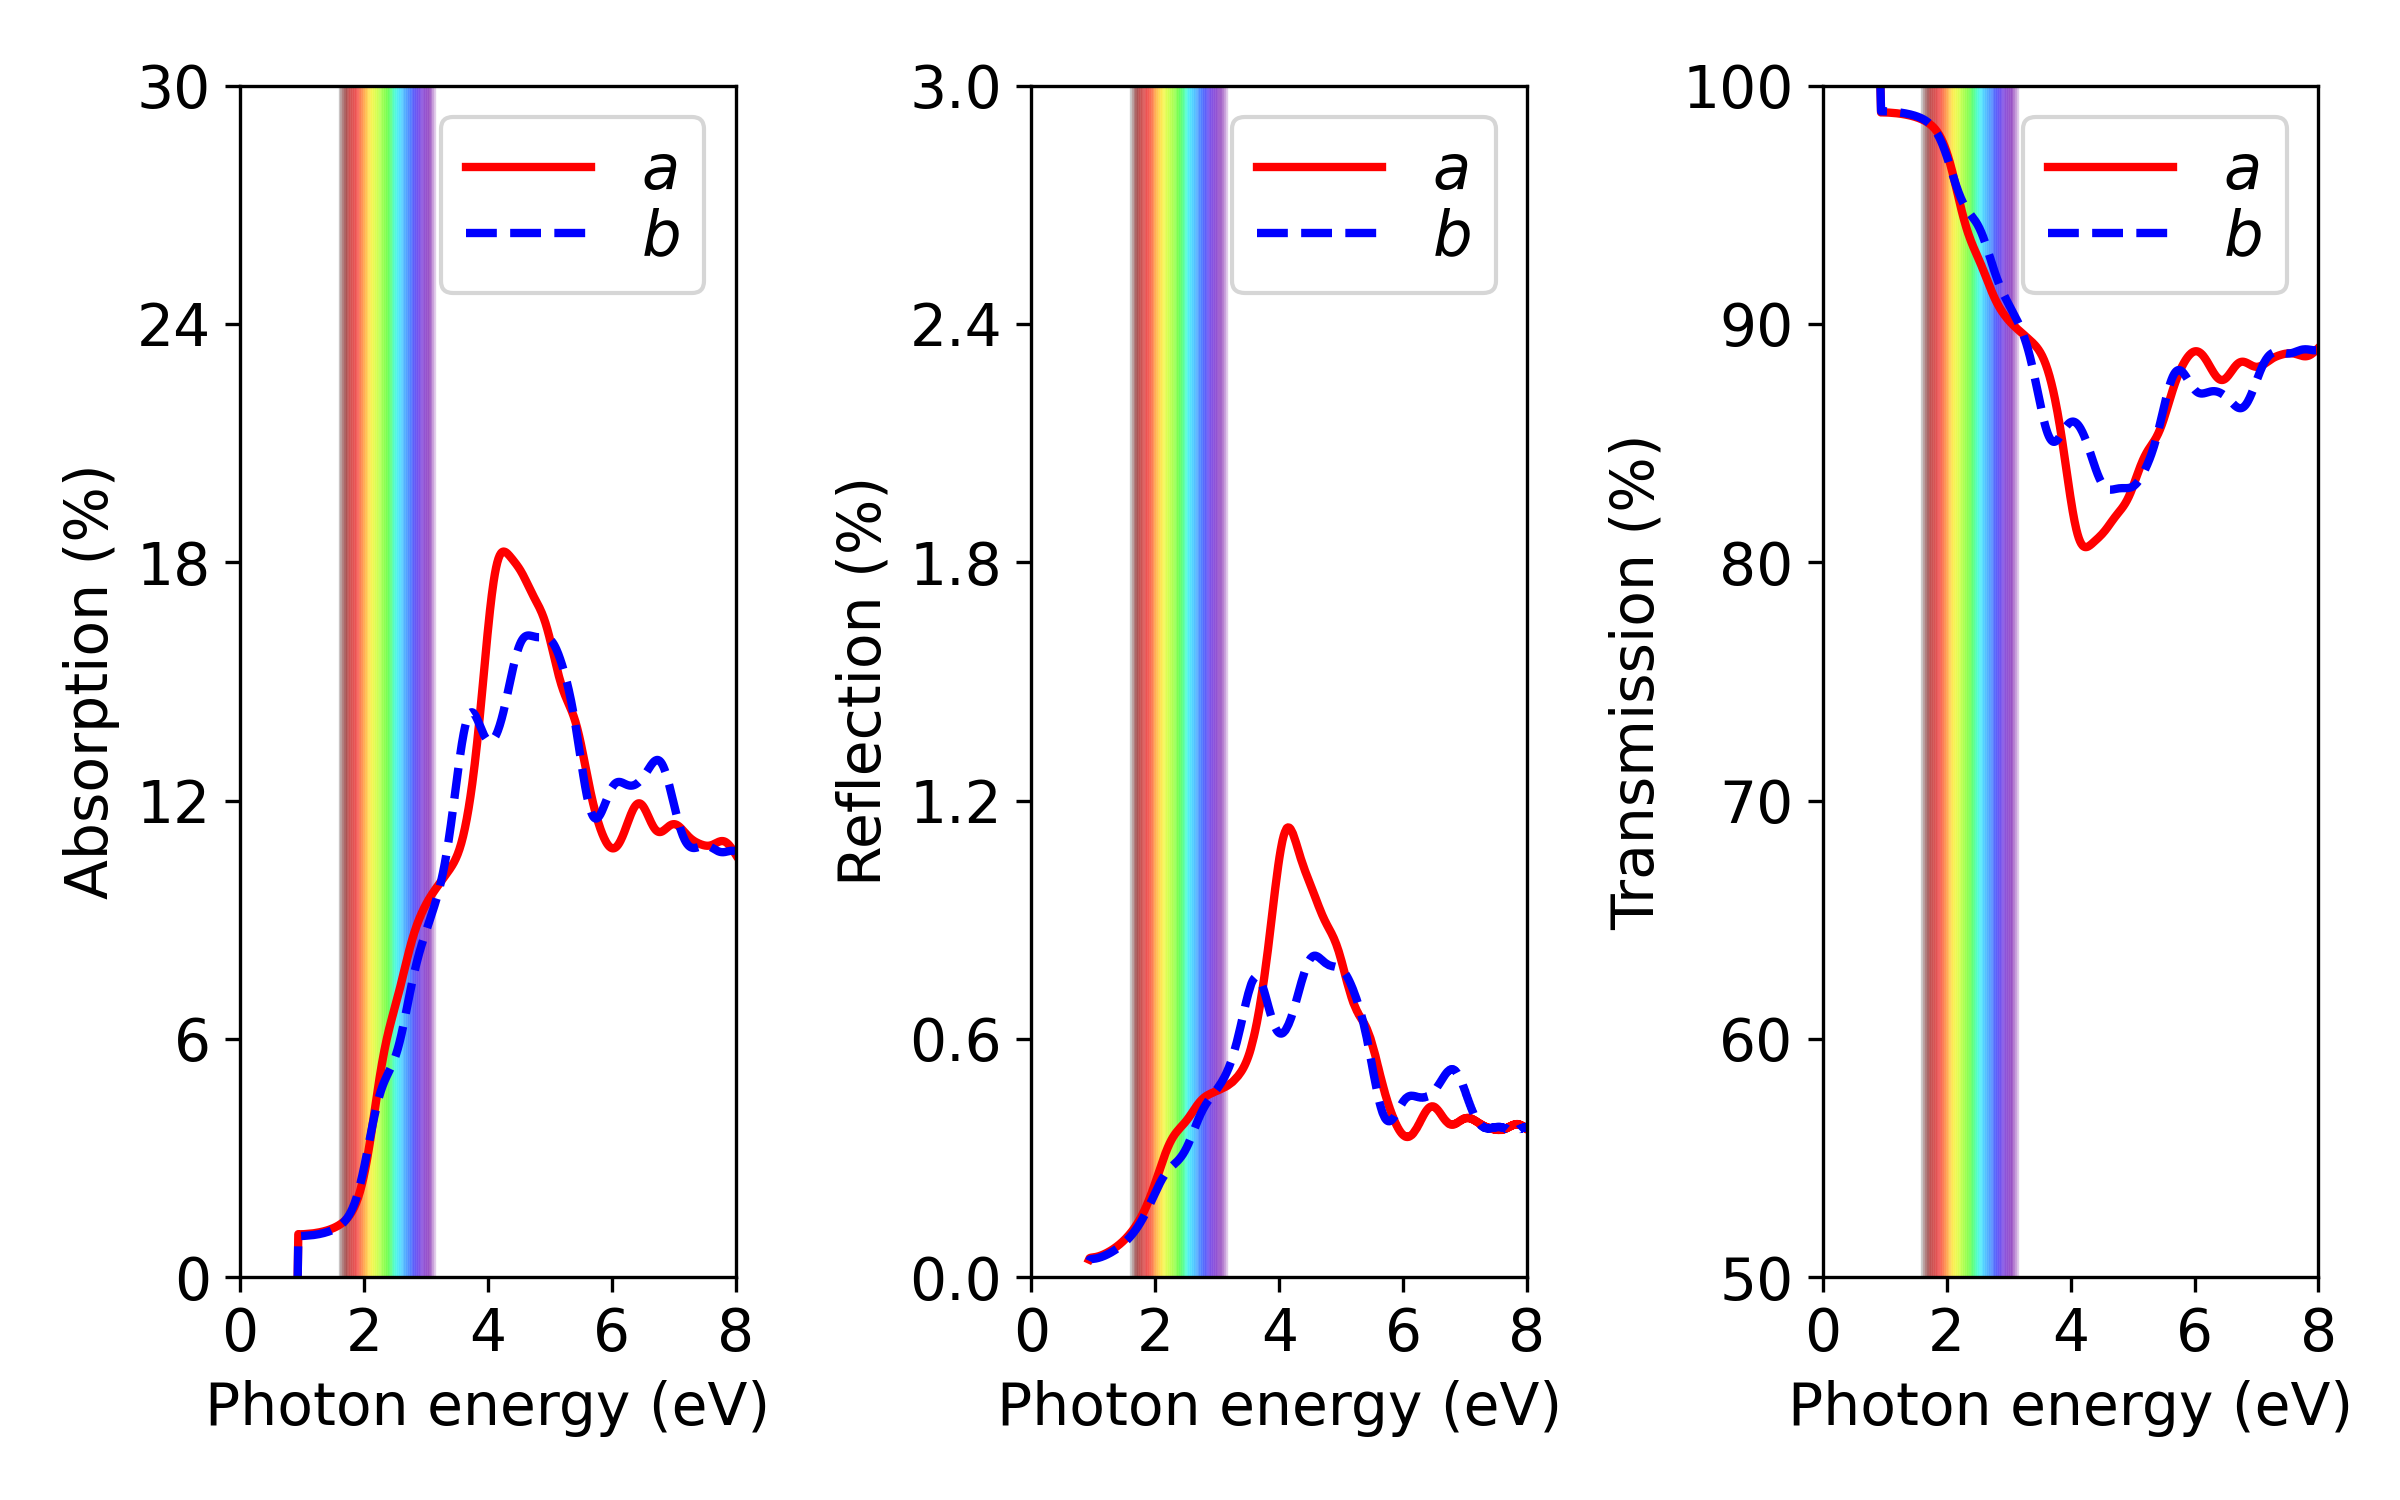 Absorption (%)
30
24
18
12
6
0
0 2 4 6 8
Photon energy (eV)
a
b
Reflection (%)
3.0
2.4
1.8
1.2
0.6
0.0
0 2 4 6 8
Photon energy (eV)
a
b
Transmission (%)
100
90
80
70
60
50
0 2 4 6 8
Photon energy (eV)
a
b